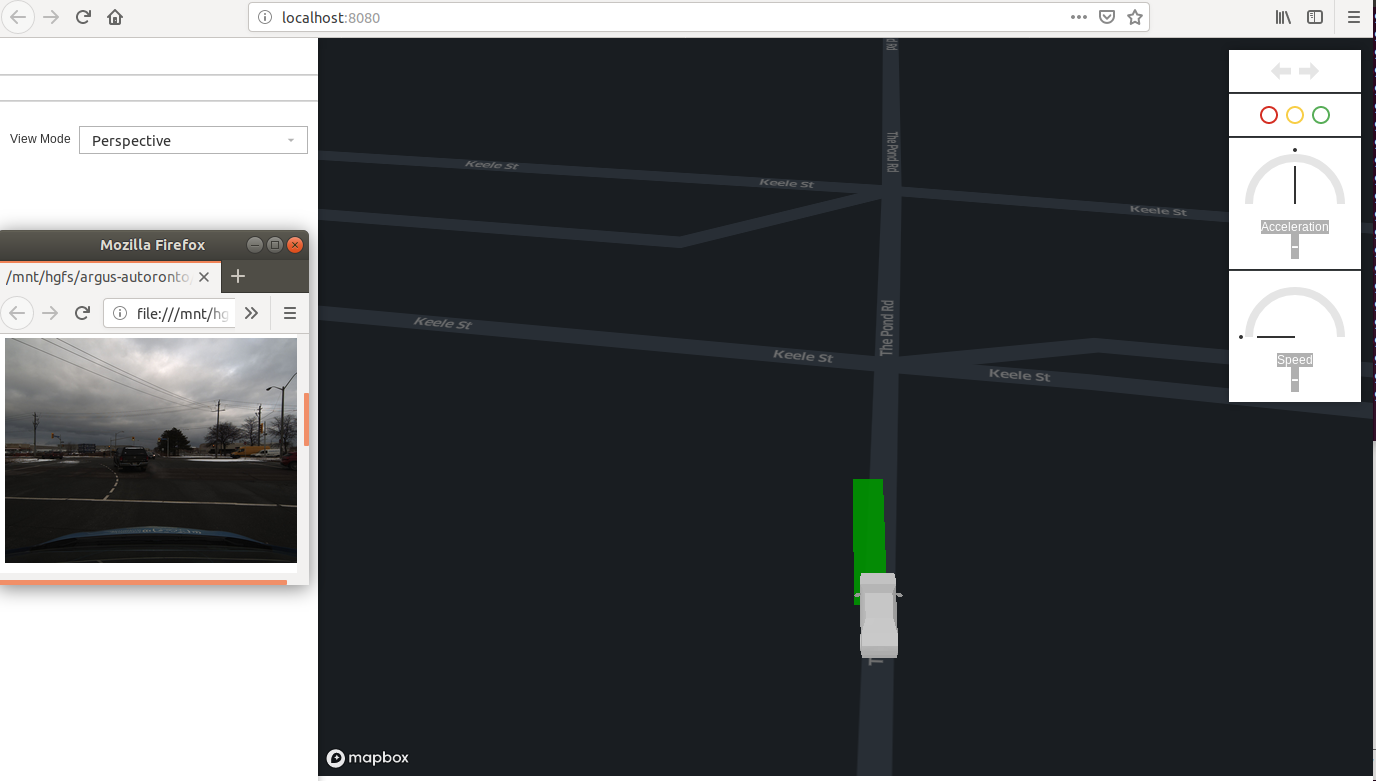 localhost:8080
View Mode
Perspective
Mozilla Firefox
/mnt/hgfs/argus-autoronto/
file:///mnt/hg
The Pond Rd
Keele St
Keele St
Keele St
The Pond Rd
Keele St
Keele St
Keele St
Acceleration
Speed
mapbox